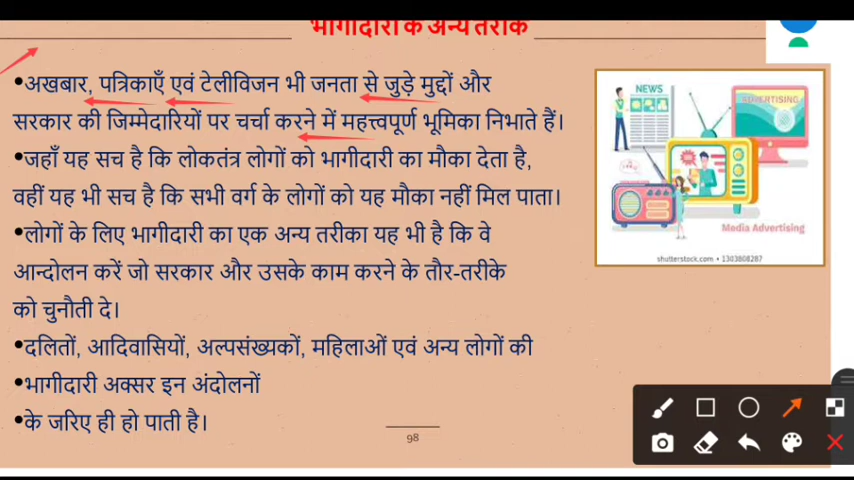 भागीदारी के अन्य तरीके
•अखबार, पत्रिकाएँ एवं टेलीविजन भी जनता से जुड़े मुद्दों और
सरकार की जिम्मेदारियों पर चर्चा करने में महत्त्वपूर्ण भूमिका निभाते हैं।
•जहाँ यह सच है कि लोकतंत्र लोगों को भागीदारी का मौका देता है,
वहीं यह भी सच है कि सभी वर्ग के लोगों को यह मौका नहीं मिल पाता।
•लोगों के लिए भागीदारी का एक अन्य तरीका यह भी है कि वे
आन्दोलन करें जो सरकार और उसके काम करने के तौर-तरीके
को चुनौती दे।
•दलितों, आदिवासियों, अल्पसंख्यकों, महिलाओं एवं अन्य लोगों की
•भागीदारी अक्सर इन अंदोलनों
•के जरिए ही हो पाती है।
98
NEWS
ADVERTISING
Media Advertising
shutterstock.com • 1303808287